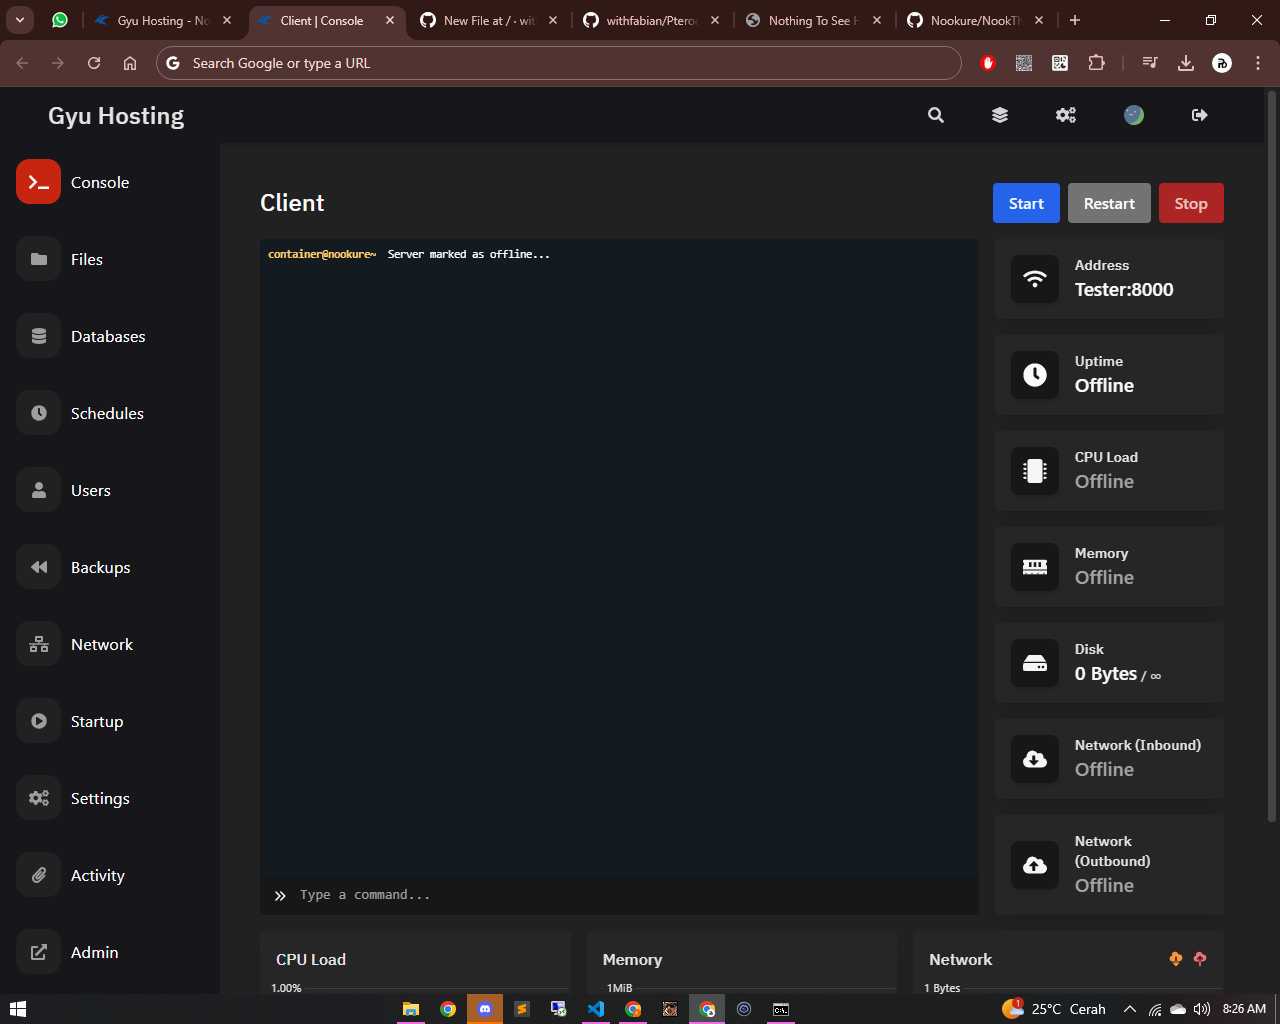 Gyu Hosting - No
Client | Console
New File at / · wit
withfabian/Ptero
Nothing To See H
Nookure/NookTh
Search Google or type a URL
Gyu Hosting
Console
Files
Databases
Schedules
Users
Backups
Network
Startup
Settings
Activity
Admin
Client
Start
Restart
Stop
container@nookure~ Server marked as offline...
Type a command...
Address
Tester:8000
Uptime
Offline
CPU Load
Offline
Memory
Offline
Disk
0 Bytes / ∞
Network (Inbound)
Offline
Network
(Outbound)
Offline
CPU Load
1.00%
Memory
1MiB
Network
1 Bytes
1
25°C Cerah
8:26 AM